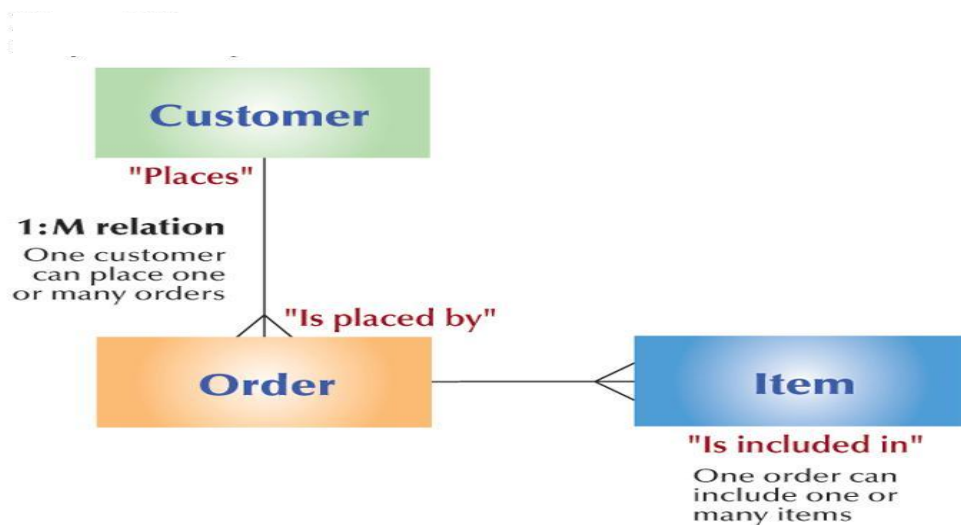 Customer
"Places"
1:M relation
One customer
can place one
or many orders
"Is placed by"
Order
Item
"Is included in"
One order can
include one or
many items